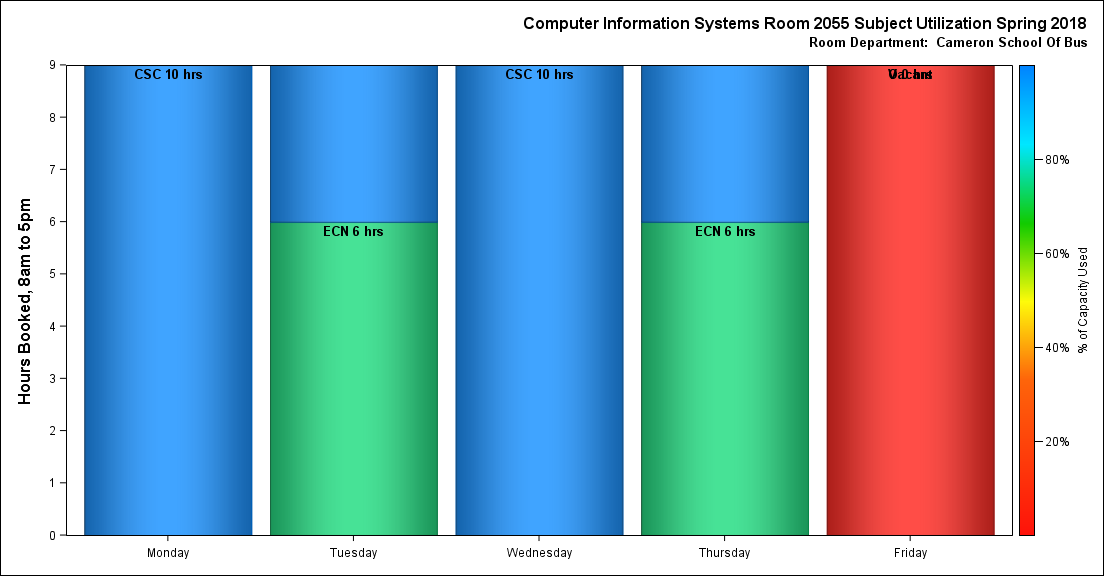 Computer Information Systems Room 2055 Subject Utilization Spring 2018
Room Department: Cameron School Of Bus
Hours Booked, 8am to 5pm
9
8
7
6
5
4
3
2
1
0
CSC 10 hrs
ECN 6 hrs
CSC 10 hrs
ECN 6 hrs
Vacant
Monday
Tuesday
Wednesday
Thursday
Friday
80%
60%
40%
20%
% of Capacity Used